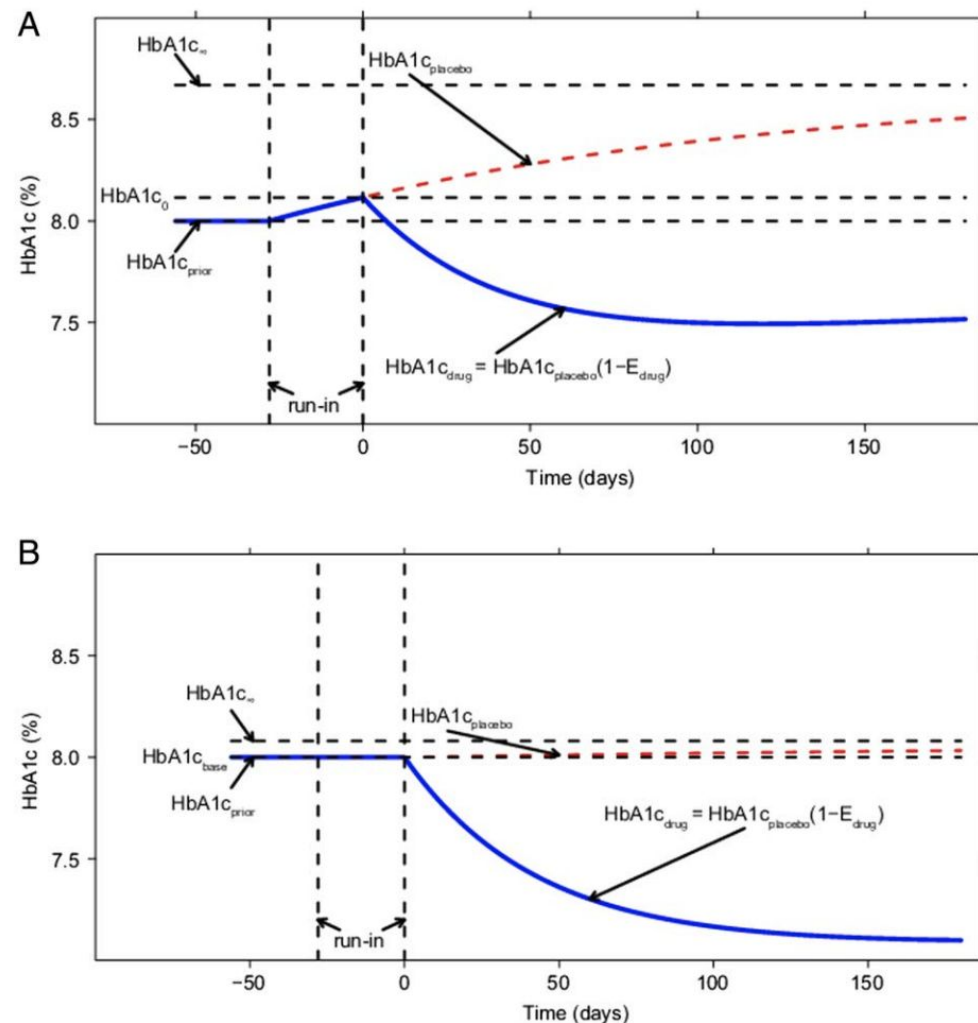 A
HbA1c∞
HbA1cplacebo
8.5
HbA1c0
8.0
HbA1cprior
HbA1c (%)
7.5
HbA1cdrug = HbA1cplacebo(1−Edrug)
run-in
−50 0 50 100 150
Time (days)
B
8.5
HbA1c∞
HbA1cplacebo
HbA1cbase
8.0
HbA1cprior
HbA1c (%)
HbA1cdrug = HbA1cplacebo(1−Edrug)
7.5
run-in
−50 0 50 100 150
Time (days)